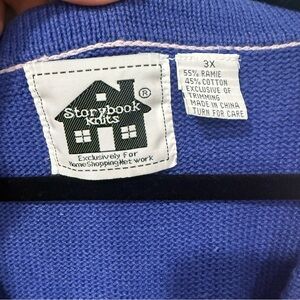 Storybook
knits
®
Exclusively For
Home Shopping Network
3X
55% RAMIE
45% COTTON
EXCLUSIVE OF
TRIMMING
MADE IN CHINA
TURN FOR CARE